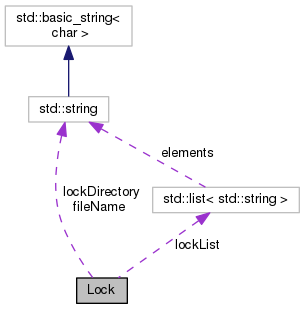 std::basic_string<
char >
std::string
elements
lockDirectory
fileName
std::list< std::string >
lockList
Lock